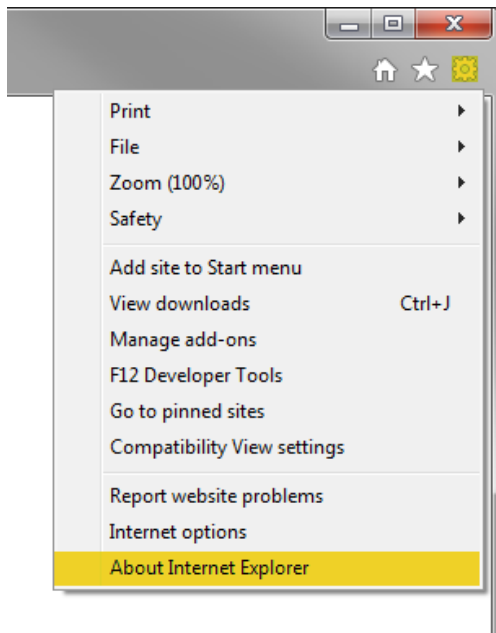 Print
File
Zoom (100%)
Safety
Add site to Start menu
View downloads Ctrl+J
Manage add-ons
F12 Developer Tools
Go to pinned sites
Compatibility View settings
Report website problems
Internet options
About Internet Explorer